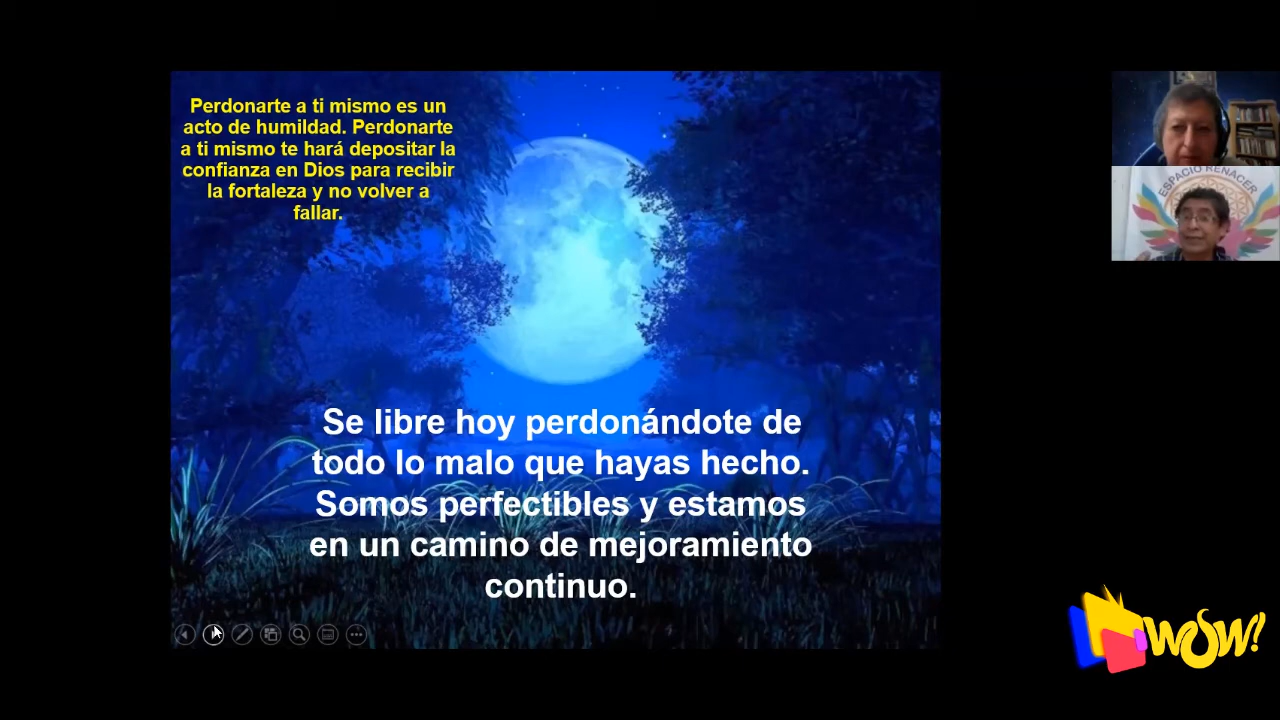 Perdonarte a ti mismo es un
acto de humildad. Perdonarte
a ti mismo te hará depositar la
confianza en Dios para recibir
la fortaleza y no volver a
fallar.
ESPACIO RENACER
Se libre hoy perdonándote de
todo lo malo que hayas hecho.
Somos perfectibles y estamos
en un camino de mejoramiento
continuo.
WOW!